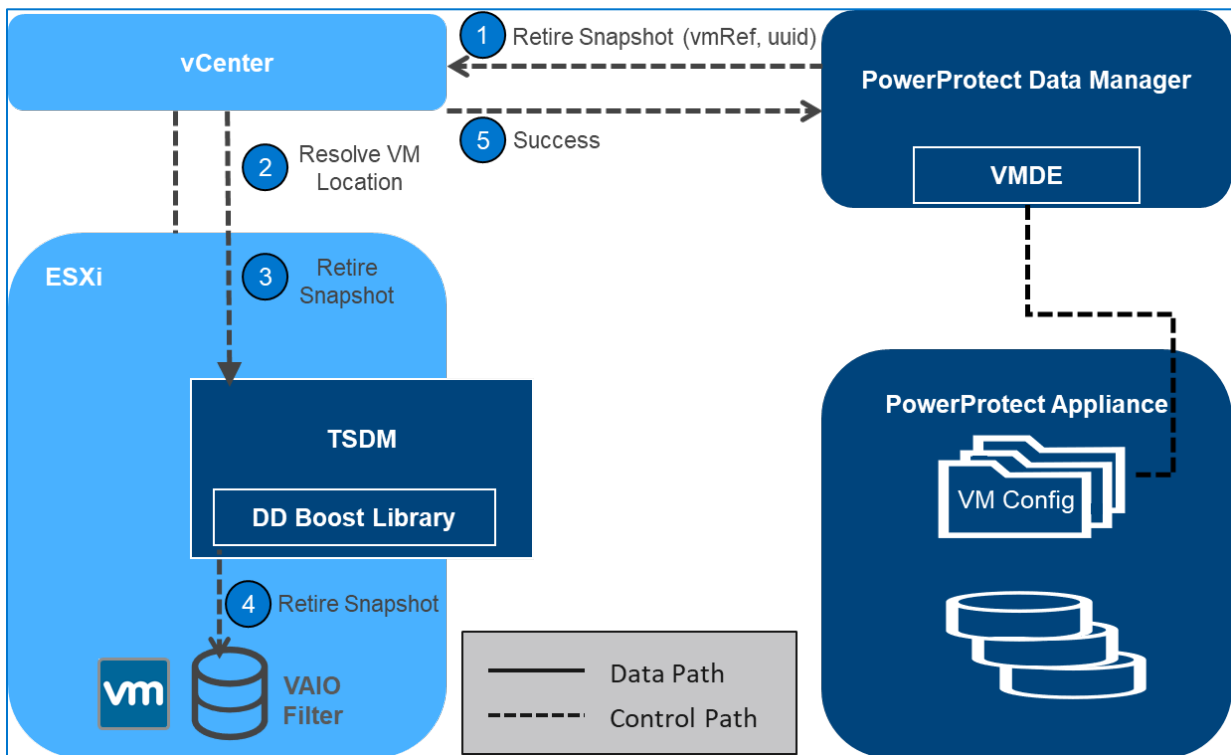 vCenter
1
Retire Snapshot (vmRef, uuid)
PowerProtect Data Manager
5
Success
2
Resolve VM
Location
VMDE
ESXi
3
Retire
Snapshot
PowerProtect Appliance
TSDM
VM Config
DD Boost Library
4
Retire Snapshot
vm
VAIO
Filter
Data Path
Control Path